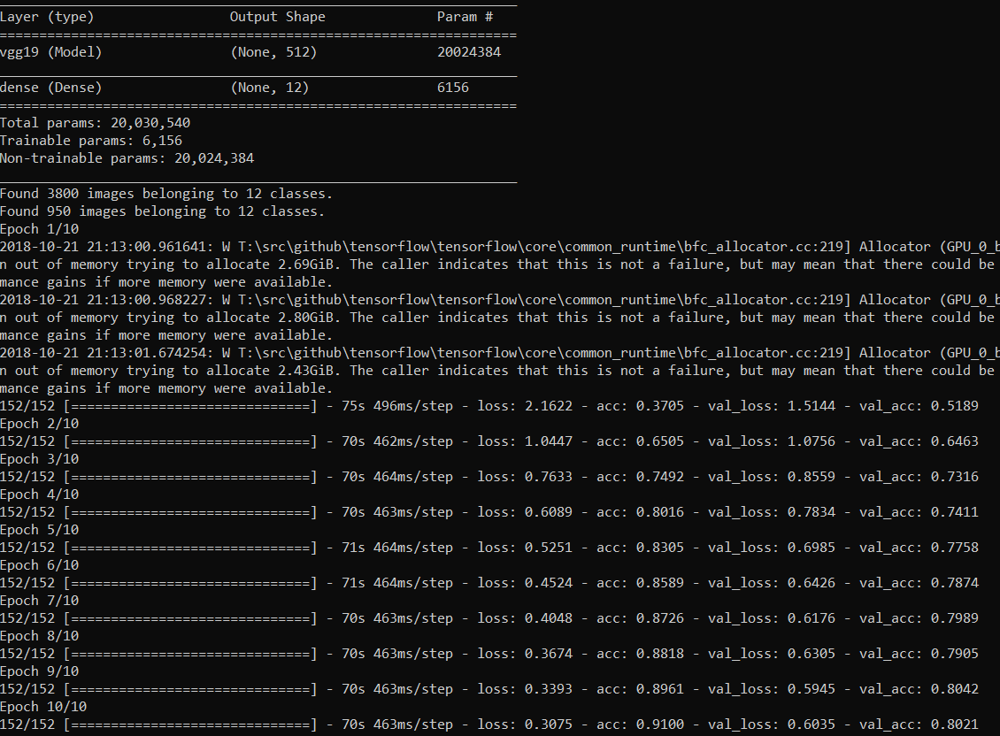 Layer (type) Output Shape Param #
=================================================================
vgg19 (Model) (None, 512) 20024384
_________________________________________________________________
dense (Dense) (None, 12) 6156
=================================================================
Total params: 20,030,540
Trainable params: 6,156
Non-trainable params: 20,024,384
_________________________________________________________________
Found 3800 images belonging to 12 classes.
Found 950 images belonging to 12 classes.
Epoch 1/10
2018-10-21 21:13:00.961641: W T:\src\github\tensorflow\tensorflow\core\common_runtime\bfc_allocator.cc:219] Allocator (GPU_0_b
n out of memory trying to allocate 2.69GiB. The caller indicates that this is not a failure, but may mean that there could be
mance gains if more memory were available.
2018-10-21 21:13:00.968227: W T:\src\github\tensorflow\tensorflow\core\common_runtime\bfc_allocator.cc:219] Allocator (GPU_0_b
n out of memory trying to allocate 2.80GiB. The caller indicates that this is not a failure, but may mean that there could be
mance gains if more memory were available.
2018-10-21 21:13:01.674254: W T:\src\github\tensorflow\tensorflow\core\common_runtime\bfc_allocator.cc:219] Allocator (GPU_0_b
n out of memory trying to allocate 2.43GiB. The caller indicates that this is not a failure, but may mean that there could be
mance gains if more memory were available.
152/152 [==============================] - 75s 496ms/step - loss: 2.1622 - acc: 0.3705 - val_loss: 1.5144 - val_acc: 0.5189
Epoch 2/10
152/152 [==============================] - 70s 462ms/step - loss: 1.0447 - acc: 0.6505 - val_loss: 1.0756 - val_acc: 0.6463
Epoch 3/10
152/152 [==============================] - 70s 464ms/step - loss: 0.7633 - acc: 0.7492 - val_loss: 0.8559 - val_acc: 0.7316
Epoch 4/10
152/152 [==============================] - 70s 463ms/step - loss: 0.6089 - acc: 0.8016 - val_loss: 0.7834 - val_acc: 0.7411
Epoch 5/10
152/152 [==============================] - 71s 464ms/step - loss: 0.5251 - acc: 0.8305 - val_loss: 0.6985 - val_acc: 0.7758
Epoch 6/10
152/152 [==============================] - 71s 464ms/step - loss: 0.4524 - acc: 0.8589 - val_loss: 0.6426 - val_acc: 0.7874
Epoch 7/10
152/152 [==============================] - 70s 463ms/step - loss: 0.4048 - acc: 0.8726 - val_loss: 0.6176 - val_acc: 0.7989
Epoch 8/10
152/152 [==============================] - 70s 463ms/step - loss: 0.3674 - acc: 0.8818 - val_loss: 0.6305 - val_acc: 0.7905
Epoch 9/10
152/152 [==============================] - 70s 463ms/step - loss: 0.3393 - acc: 0.8961 - val_loss: 0.5945 - val_acc: 0.8042
Epoch 10/10
152/152 [==============================] - 70s 463ms/step - loss: 0.3075 - acc: 0.9100 - val_loss: 0.6035 - val_acc: 0.8021